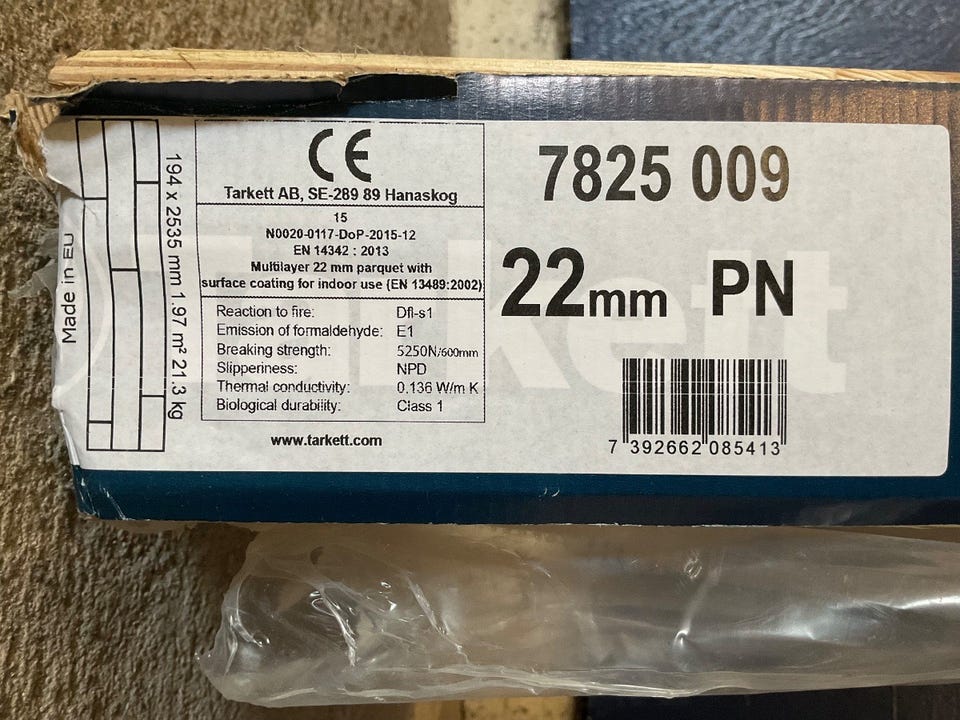 Made in EU
194 x 2535 mm 1.97 m² 21.3 kg
CE
Tarkett AB, SE-289 89 Hanaskog
15
N0020-0117-DoP-2015-12
EN 14342 : 2013
Multilayer 22 mm parquet with
surface coating for indoor use (EN 13489:2002)
Reaction to fire: Dfl-s1
Emission of formaldehyde: E1
Breaking strength: 5250N/600mm
Slipperiness: NPD
Thermal conductivity: 0.136 W/m K
Biological durability: Class 1
www.tarkett.com
7825 009
22mm PN
Tarkett
7 392662 085413